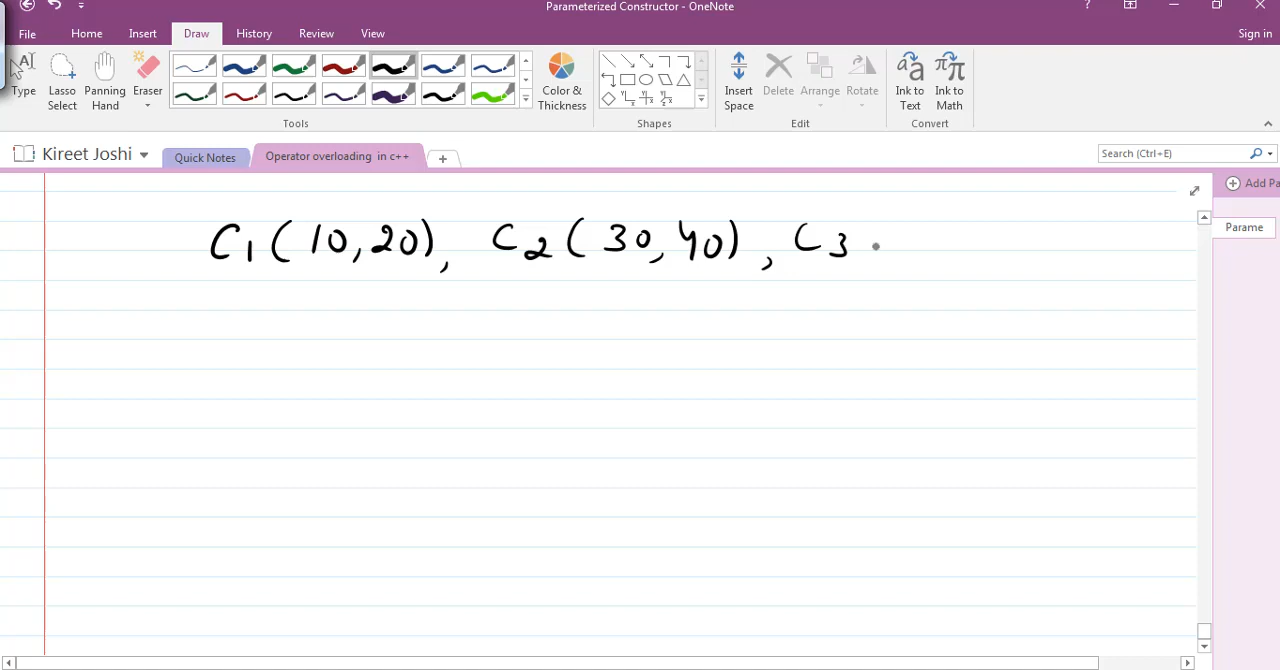 Parameterized Constructor - OneNote
File Home Insert Draw History Review View Sign in
Type Lasso Select Panning Hand Eraser Color & Thickness Insert Space Delete Arrange Rotate Ink to Text Ink to Math
Tools Shapes Edit Convert
Kireet Joshi Quick Notes Operator overloading in c++ Search (Ctrl+E)
Add Pa
Parame
C1(10,20), C2(30,40), C3